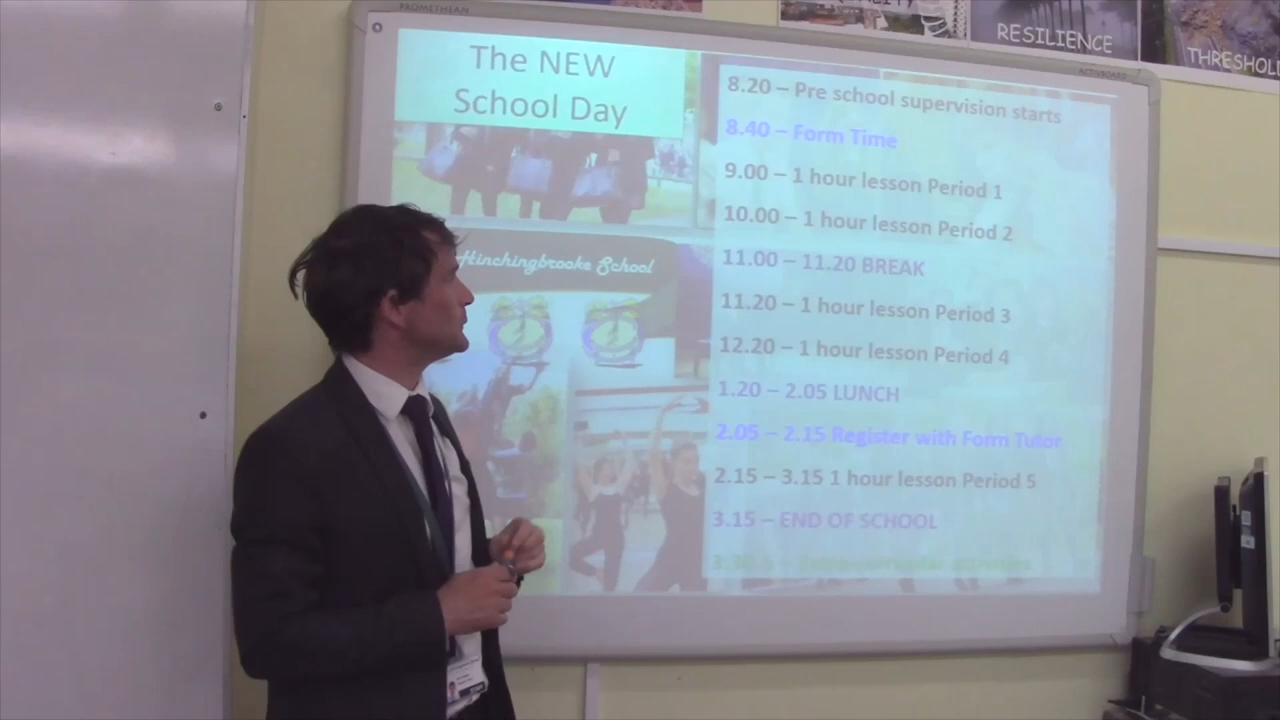 PROMETHEAN
RESILIENCE
THRESHOLD
ACTIVBOARD
The NEW
School Day
Hinchingbrooke School
8.20 – Pre school supervision starts
8.40 – Form Time
9.00 – 1 hour lesson Period 1
10.00 – 1 hour lesson Period 2
11.00 – 11.20 BREAK
11.20 – 1 hour lesson Period 3
12.20 – 1 hour lesson Period 4
1.20 – 2.05 LUNCH
2.05 – 2.15 Register with Form Tutor
2.15 – 3.15 1 hour lesson Period 5
3.15 – END OF SCHOOL